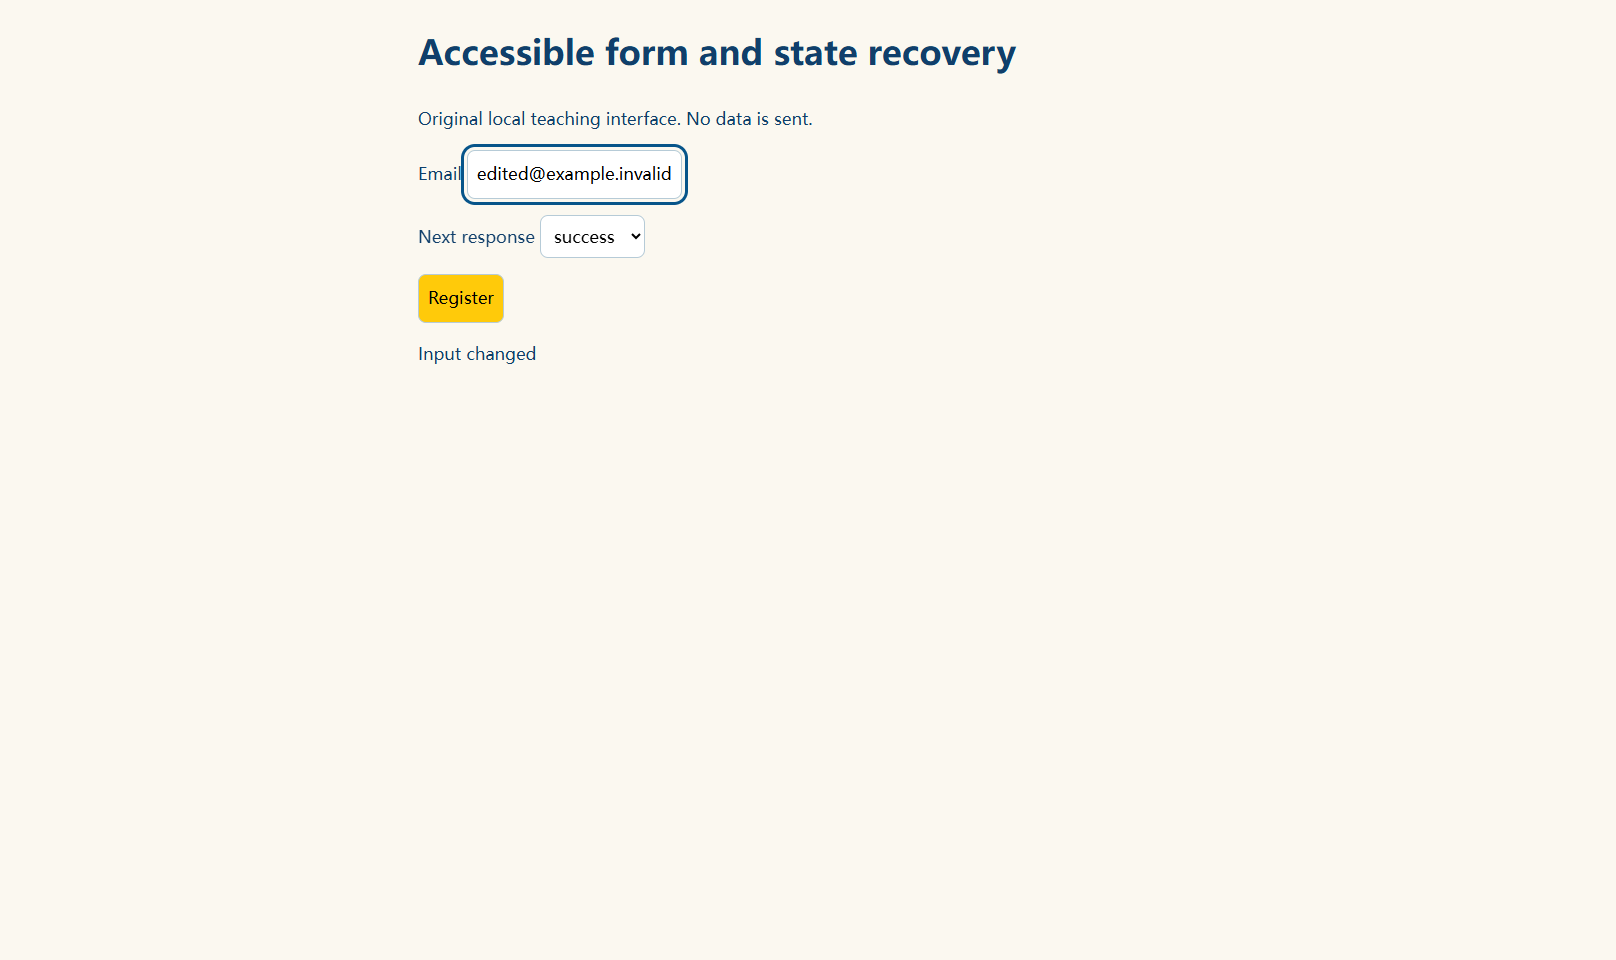 Accessible form and state recovery
Original local teaching interface. No data is sent.
Email edited@example.invalid
Next response success
Register
Input changed